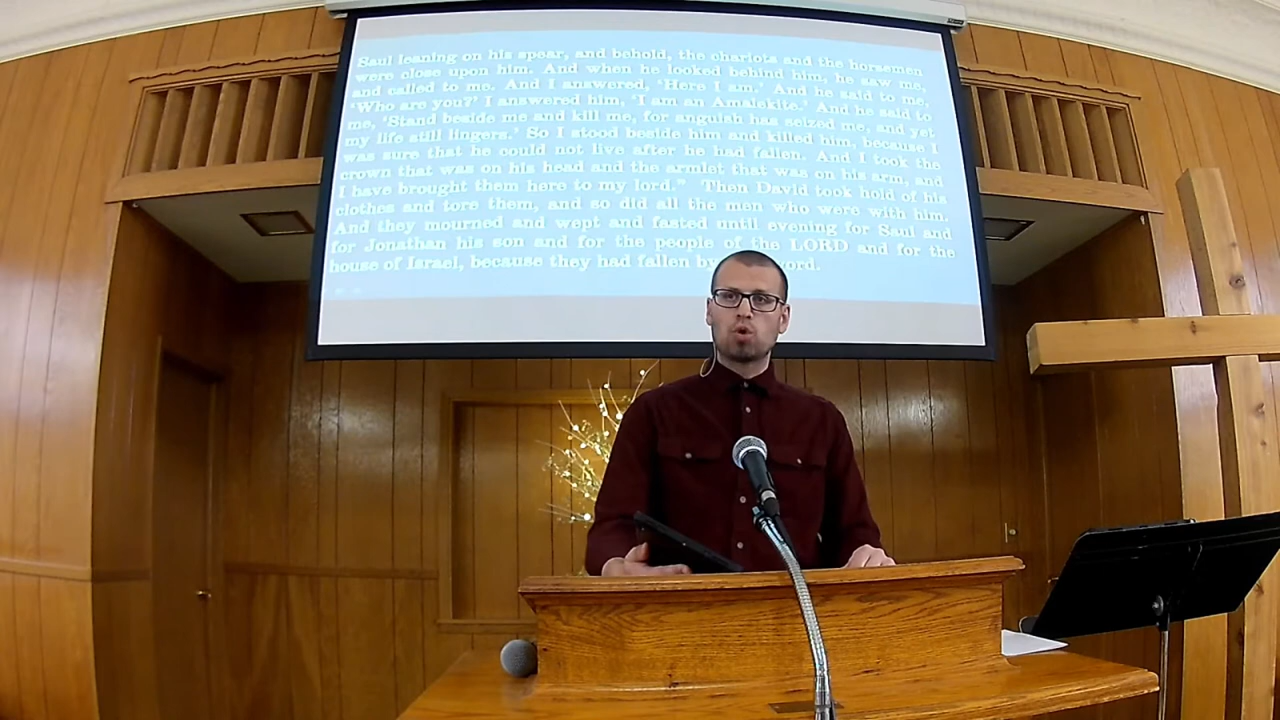 Saul leaning on his spear, and behold, the chariots and the horsemen
were close upon him. And when he looked behind him, he saw me,
and called to me. And I answered, ‘Here I am.’ And he said to me,
‘Who are you?’ I answered him, ‘I am an Amalekite.’ And he said to
me, ‘Stand beside me and kill me, for anguish has seized me, and yet
my life still lingers.’ So I stood beside him and killed him, because I
was sure that he could not live after he had fallen. And I took the
crown that was on his head and the armlet that was on his arm, and
I have brought them here to my lord.” Then David took hold of his
clothes and tore them, and so did all the men who were with him.
And they mourned and wept and fasted until evening for Saul and
for Jonathan his son and for the people of the LORD and for the
house of Israel, because they had fallen by